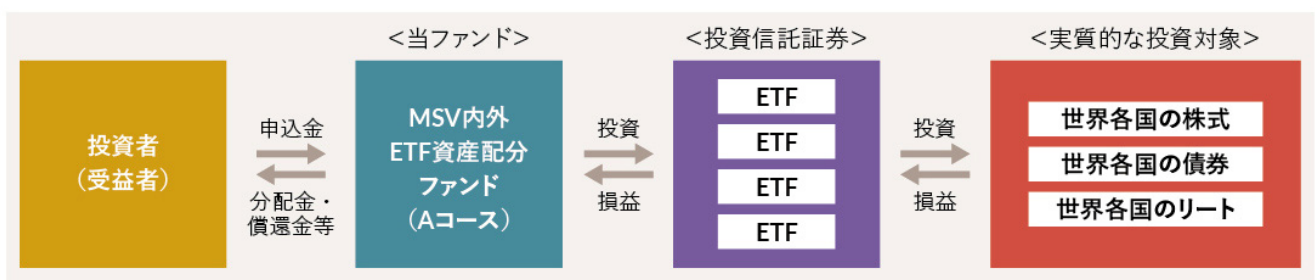 <当ファンド>
<投資信託証券>
<実質的な投資対象>
投資者
（受益者）
申込金
分配金・
償還金等
MSV内外
ETF資産配分
ファンド
（Aコース）
投資
損益
ETF
ETF
ETF
ETF
投資
損益
世界各国の株式
世界各国の債券
世界各国のリート